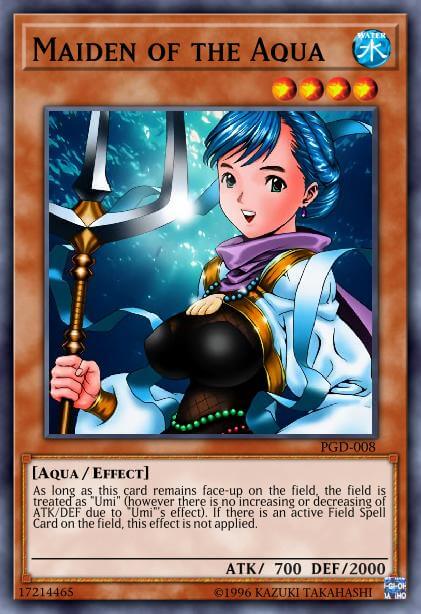 MAIDEN OF THE AQUA
WATER
水
PGD-008
[AQUA / EFFECT]
As long as this card remains face-up on the field, the field is
treated as "Umi" (however there is no increasing or decreasing of
ATK/DEF due to "Umi"'s effect). If there is an active Field Spell
Card on the field, this effect is not applied.
ATK/ 700 DEF/2000
17214465
©1996 KAZUKI TAKAHASHI